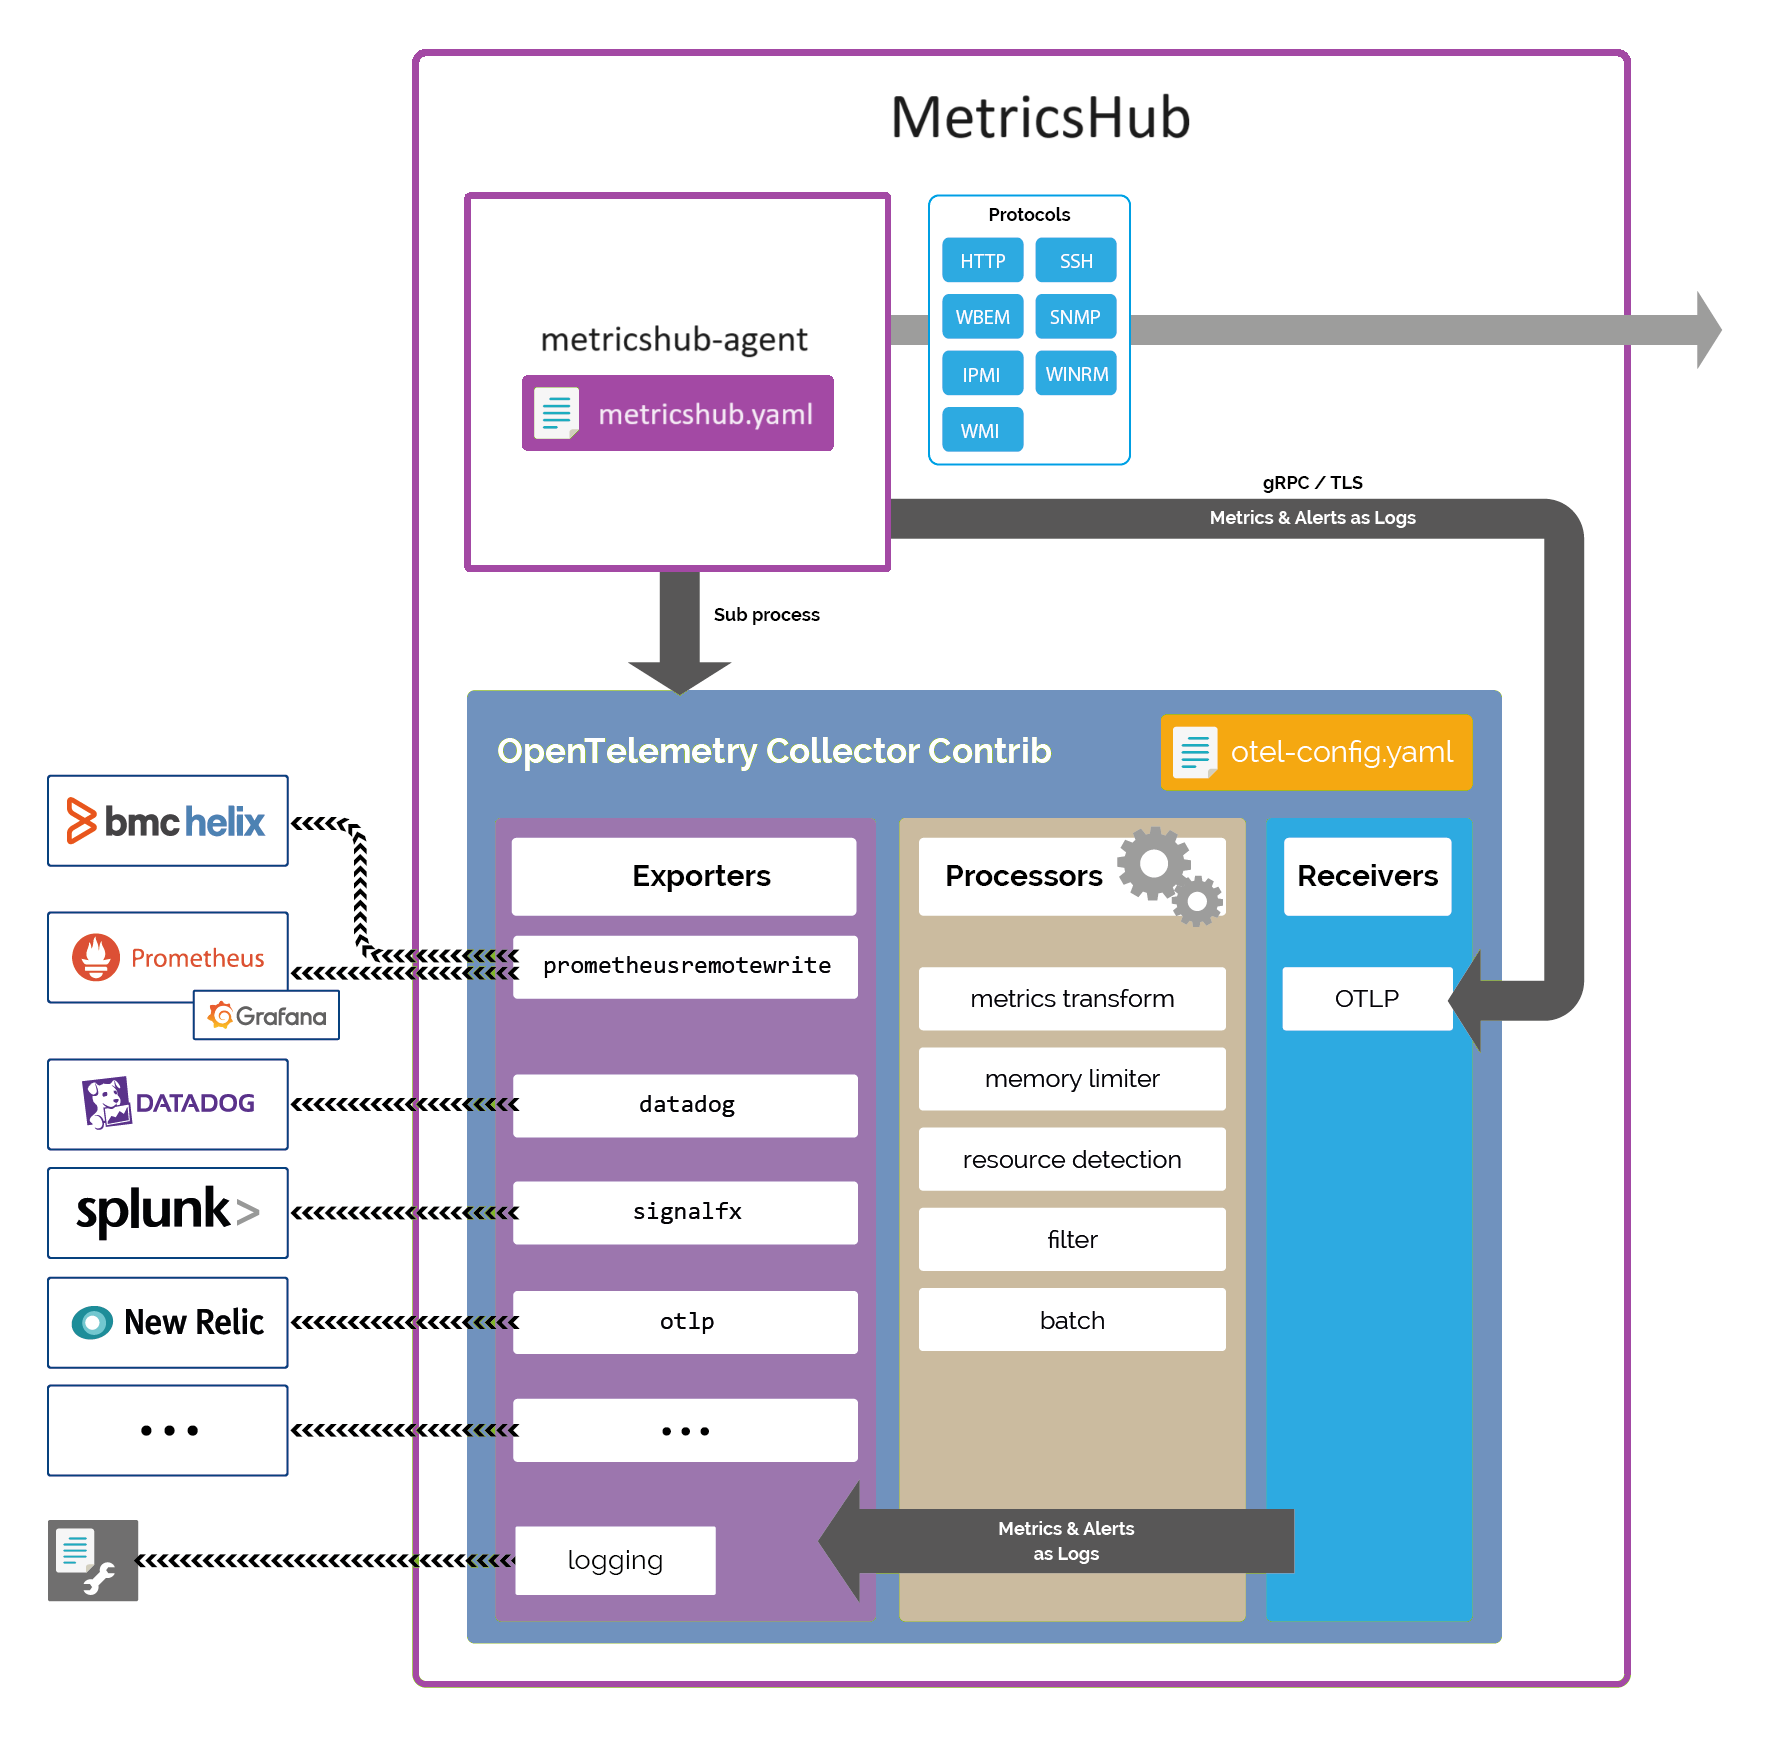 MetricsHub
metricshub-agent
metricshub.yaml
Protocols
HTTP
SSH
WBEM
SNMP
IPMI
WINRM
WMI
gRPC / TLS
Metrics & Alerts as Logs
Sub process
OpenTelemetry Collector Contrib
otel-config.yaml
bmc helix
Prometheus
Grafana
DATADOG
splunk>
New Relic
•••
Exporters
prometheusremotewrite
datadog
signalfx
otlp
•••
logging
Processors
metrics transform
memory limiter
resource detection
filter
batch
Receivers
OTLP
Metrics & Alerts
as Logs